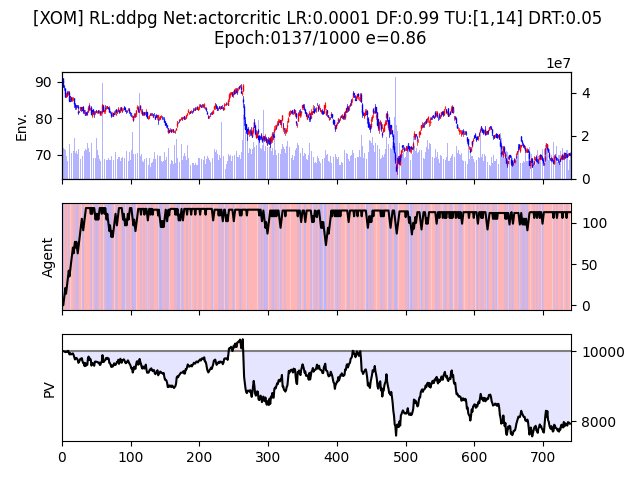 [XOM] RL:ddpg Net:actorcritic LR:0.0001 DF:0.99 TU:[1,14] DRT:0.05
Epoch:0137/1000 e=0.86
1e7
Env.
90
80
70
4
2
0
Agent
100
50
0
PV
10000
8000
0 100 200 300 400 500 600 700